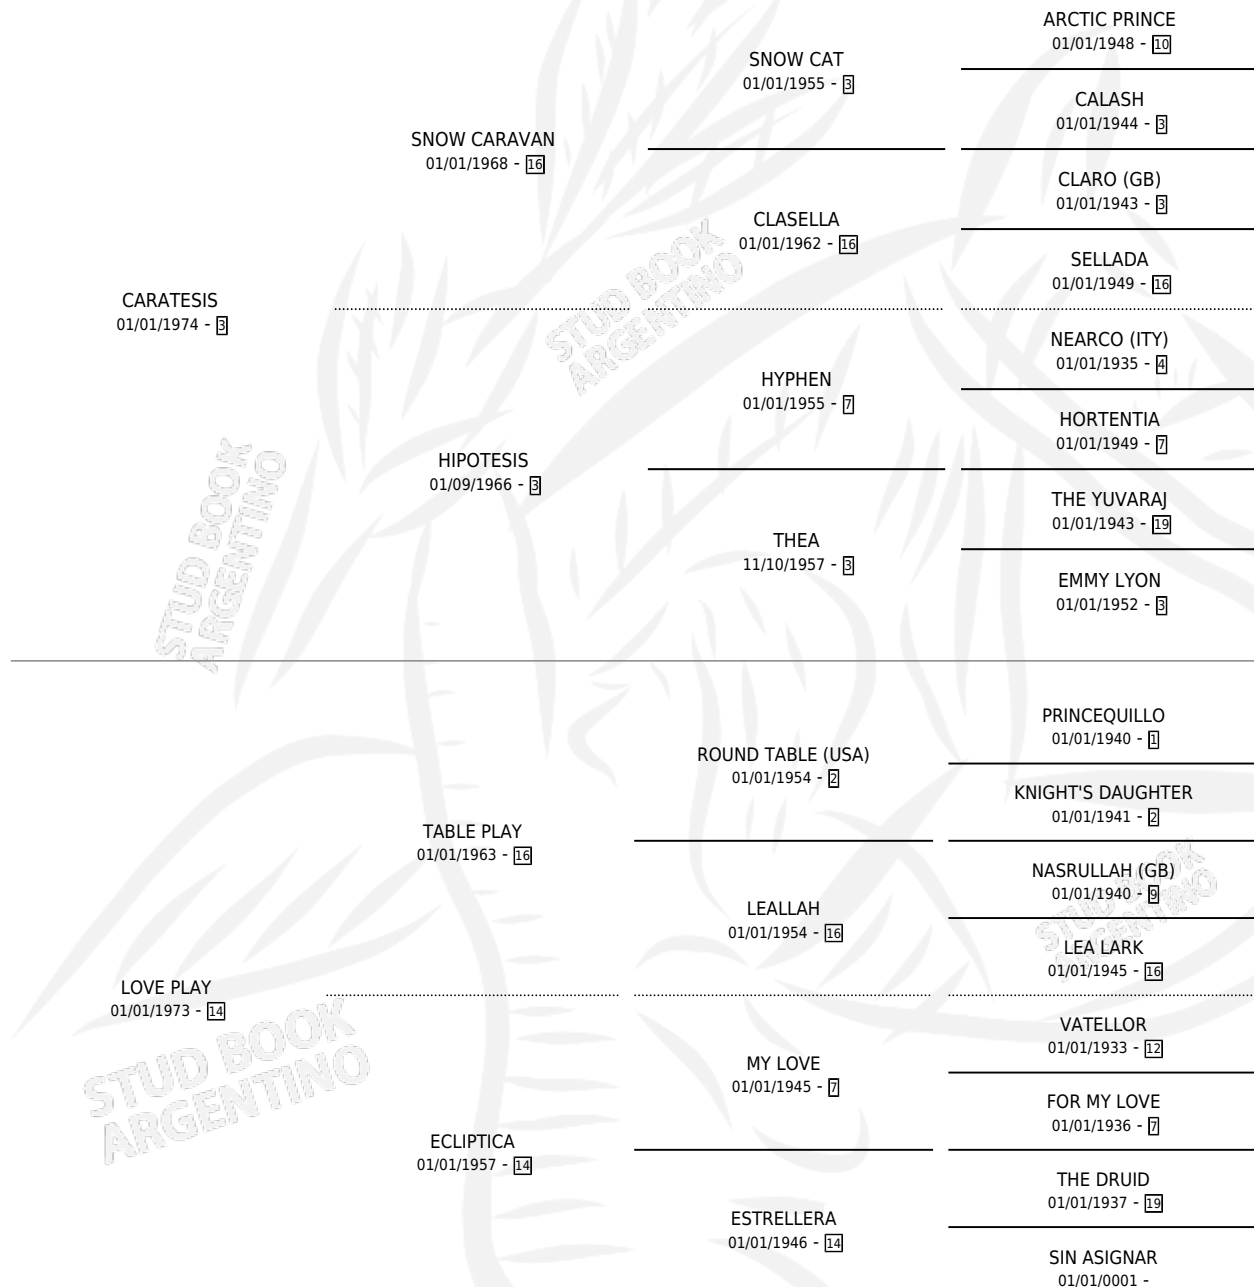 ARCTIC PRINCE
01/01/1948 - 10
SNOW CAT
01/01/1955 - 3
CALASH
01/01/1944 - 3
SNOW CARAVAN
01/01/1968 - 16
CLARO (GB)
01/01/1943 - 3
CLASELLA
01/01/1962 - 16
SELLADA
01/01/1949 - 16
CARATESIS
01/01/1974 - 3
NEARCO (ITY)
01/01/1935 - 4
HYPHEN
01/01/1955 - 7
HORTENTIA
01/01/1949 - 7
HIPOTESIS
01/09/1966 - 3
THE YUVARAJ
01/01/1943 - 19
THEA
11/10/1957 - 3
EMMY LYON
01/01/1952 - 3
PRINCEQUILLO
01/01/1940 - 1
ROUND TABLE (USA)
01/01/1954 - 2
KNIGHT'S DAUGHTER
01/01/1941 - 2
TABLE PLAY
01/01/1963 - 16
NASRULLAH (GB)
01/01/1940 - 9
LEALLAH
01/01/1954 - 16
LEA LARK
01/01/1945 - 16
LOVE PLAY
01/01/1973 - 14
VATELLOR
01/01/1933 - 12
MY LOVE
01/01/1945 - 7
FOR MY LOVE
01/01/1936 - 7
ECLIPTICA
01/01/1957 - 14
THE DRUID
01/01/1937 - 19
ESTRELLERA
01/01/1946 - 14
SIN ASIGNAR
01/01/0001 -
STUD BOOK
ARGENTINO
STUD BOOK
ARGENTINO
STUD BOOK
ARGENTINO
STUD BOOK
ARGENTINO